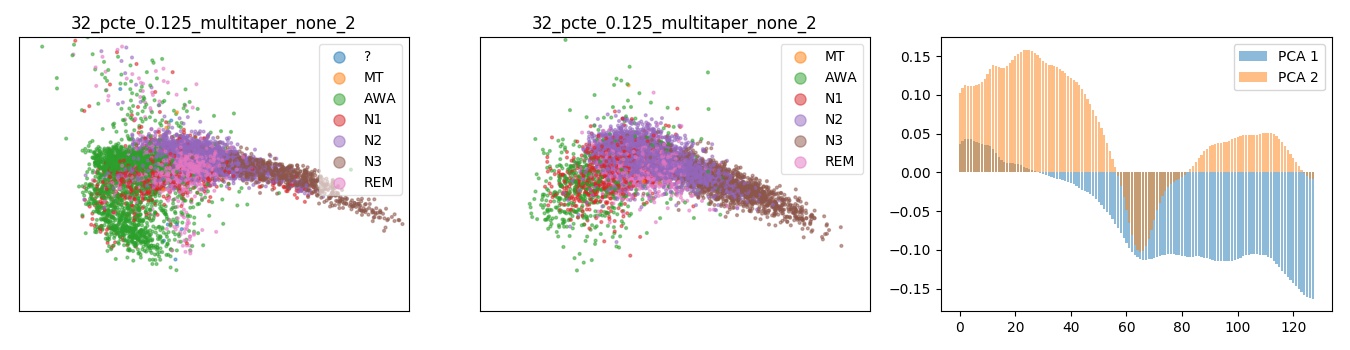 32_pcte_0.125_multitaper_none_2
?
MT
AWA
N1
N2
N3
REM
32_pcte_0.125_multitaper_none_2
MT
AWA
N1
N2
N3
REM
PCA 1
PCA 2
0.15
0.10
0.05
0.00
−0.05
−0.10
−0.15
0 20 40 60 80 100 120